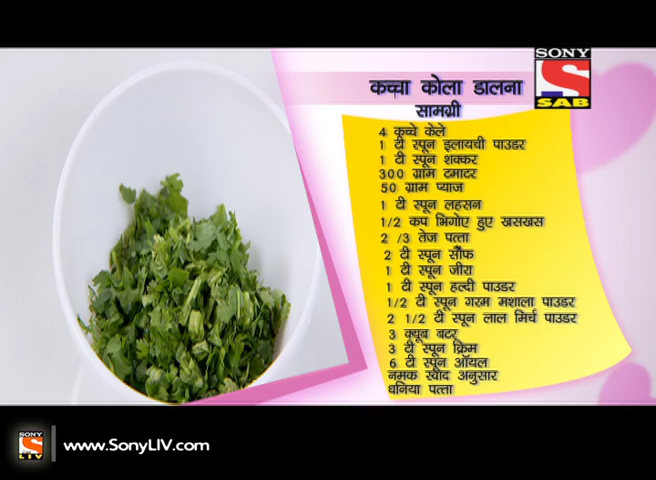 SONY
SAB
कच्चा कोला डालना
सामग्री
4 कच्चे केले
1 टी स्पून इलायची पाउडर
1 टी स्पून शक्कर
300 ग्राम टमाटर
50 ग्राम प्याज
1 टी स्पून लहसन
1/2 कप भिगोए हुए खसखस
2 /3 तेज पत्ता
2 टी स्पून सौंफ
1 टी स्पून जीरा
1 टी स्पून हल्दी पाउडर
1/2 टी स्पून गरम मशाला पाउडर
2 1/2 टी स्पून लाल मिर्च पाउडर
3 क्यूब बटर
3 टी स्पून क्रिम
6 टी स्पून ऑयल
नमक स्वाद अनुसार
धनिया पत्ता
SONY
LIV
www.SonyLIV.com